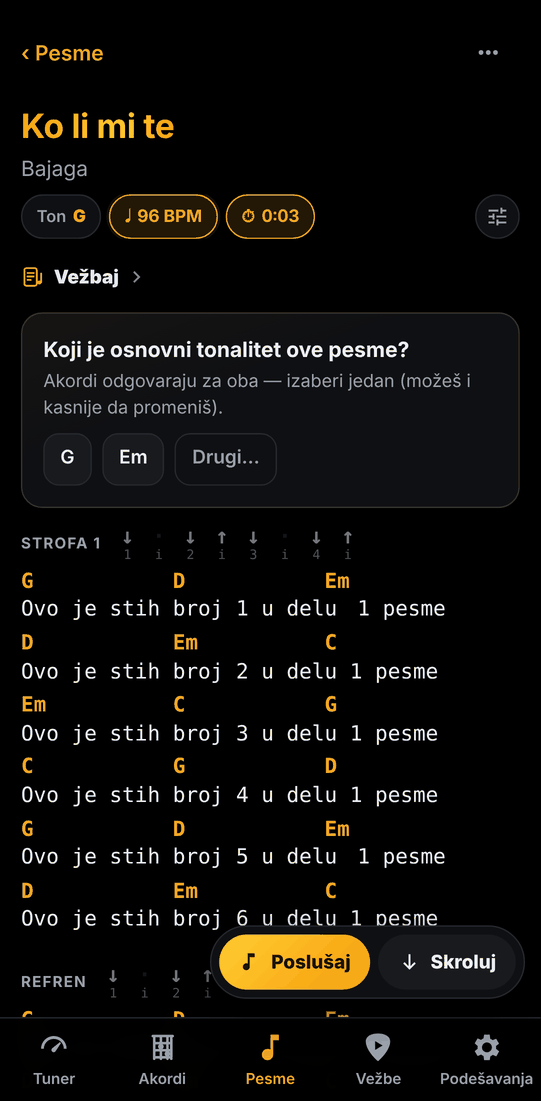 ‹ Pesme
Ko li mi te
Bajaga
Ton G ♩ 96 BPM ⏱ 0:03
Vežbaj ›
Koji je osnovni tonalitet ove pesme?
Akordi odgovaraju za oba — izaberi jedan (možeš i
kasnije da promeniš).
G Em Drugi…
STROFA 1 ↓ · ↓ ↑ ↓ · ↓ ↑
1 i 2 i 3 i 4 i
G D Em
Ovo je stih broj 1 u delu 1 pesme
D Em C
Ovo je stih broj 2 u delu 1 pesme
Em C G
Ovo je stih broj 3 u delu 1 pesme
C G D
Ovo je stih broj 4 u delu 1 pesme
G D Em
Ovo je stih broj 5 u delu 1 pesme
D Em C
Ovo je stih broj 6 u delu 1 pesme
Poslušaj ↓ Skroluj
REFREN ↓ · ↓ ↑
1 i 2 i
G D Em
Tuner Akordi Pesme Vežbe Podešavanja